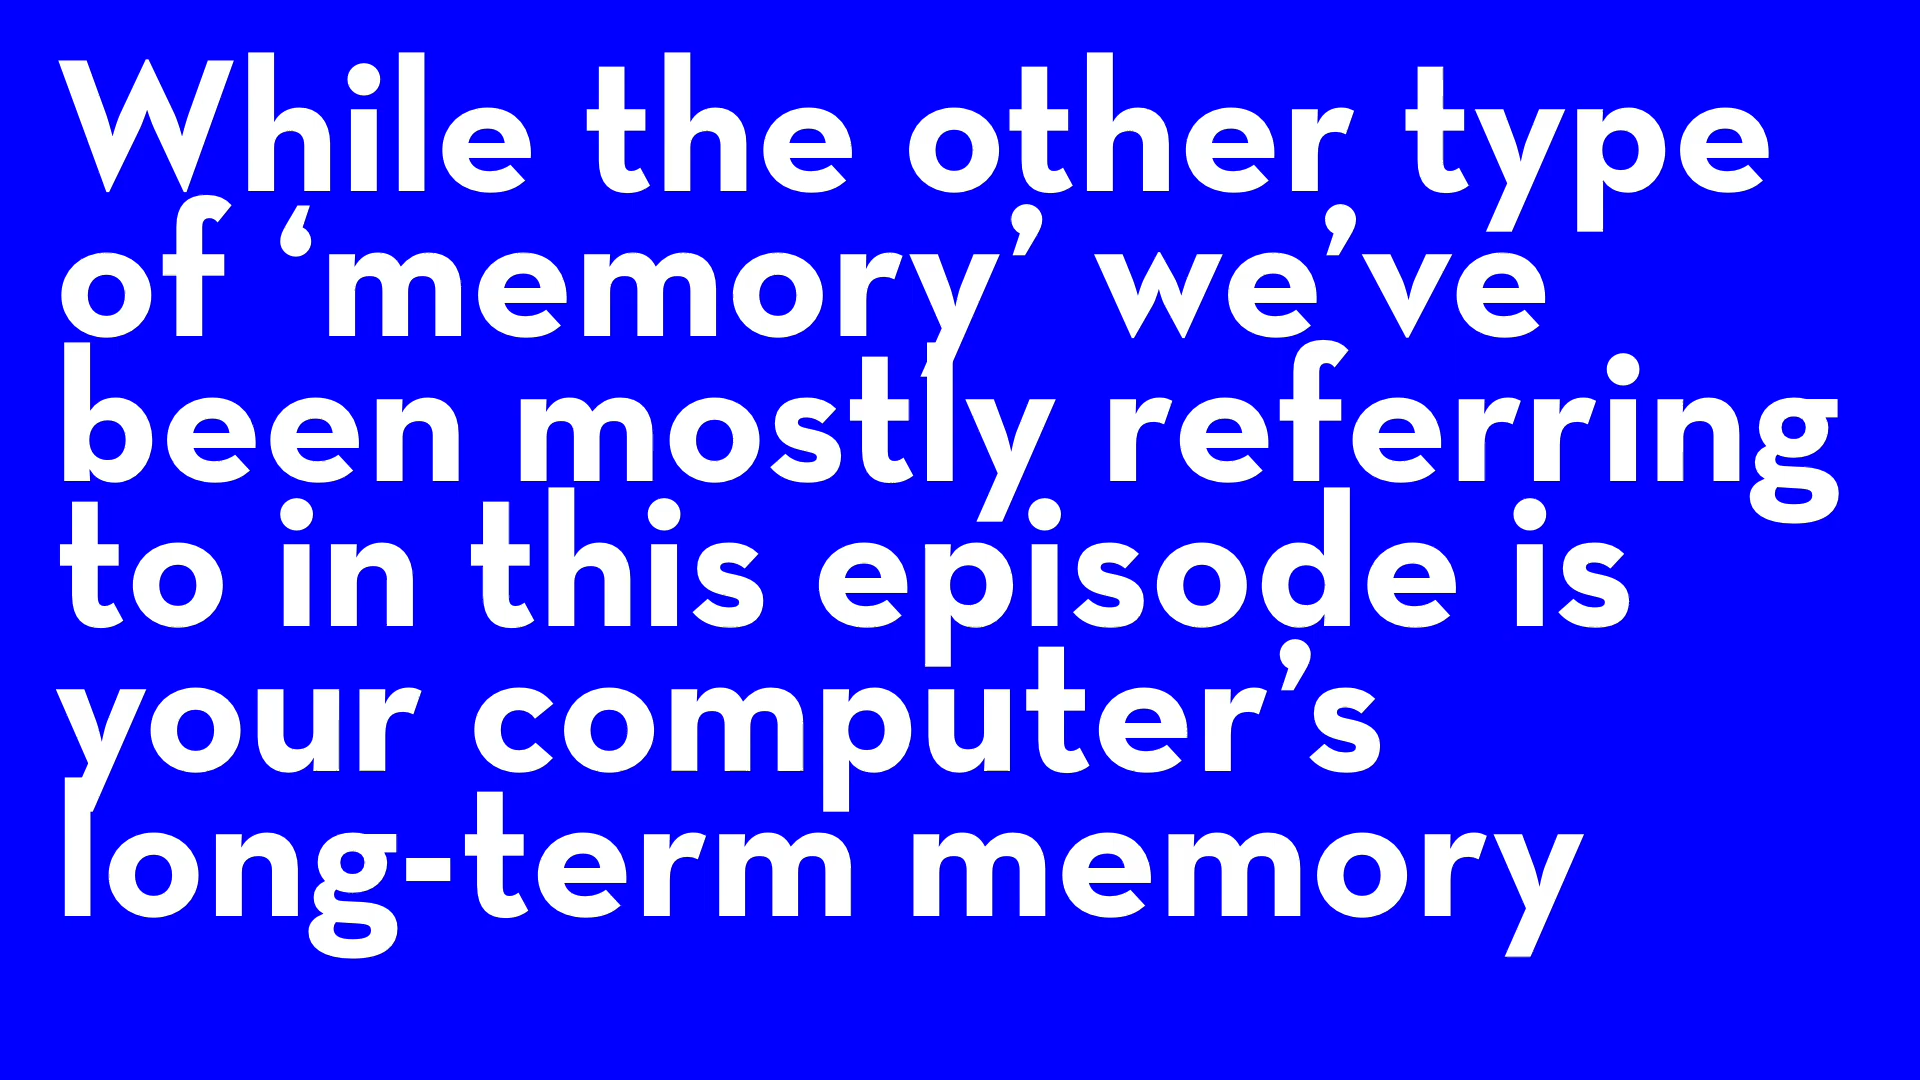 While the other type
of ‘memory’ we’ve
been mostly referring
to in this episode is
your computer’s
long-term memory